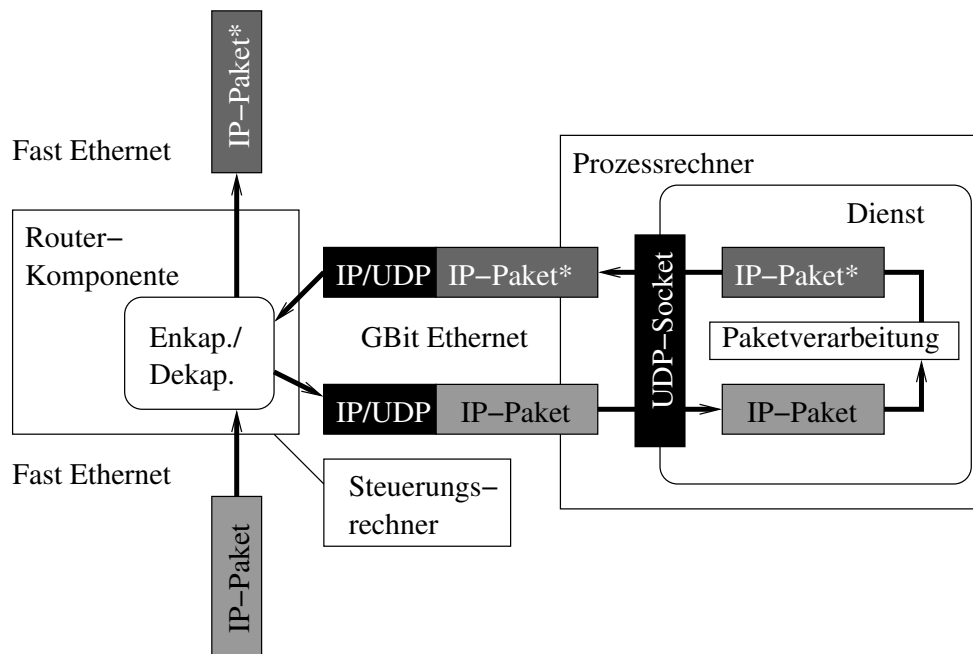 IP–Paket*
Fast Ethernet
Prozessrechner
Router–
Komponente
Dienst
IP/UDP IP–Paket*
UDP–Socket
IP–Paket*
Enkap./
Dekap.
GBit Ethernet
Paketverarbeitung
IP/UDP IP–Paket
IP–Paket
Fast Ethernet
Steuerungs–
rechner
IP–Paket